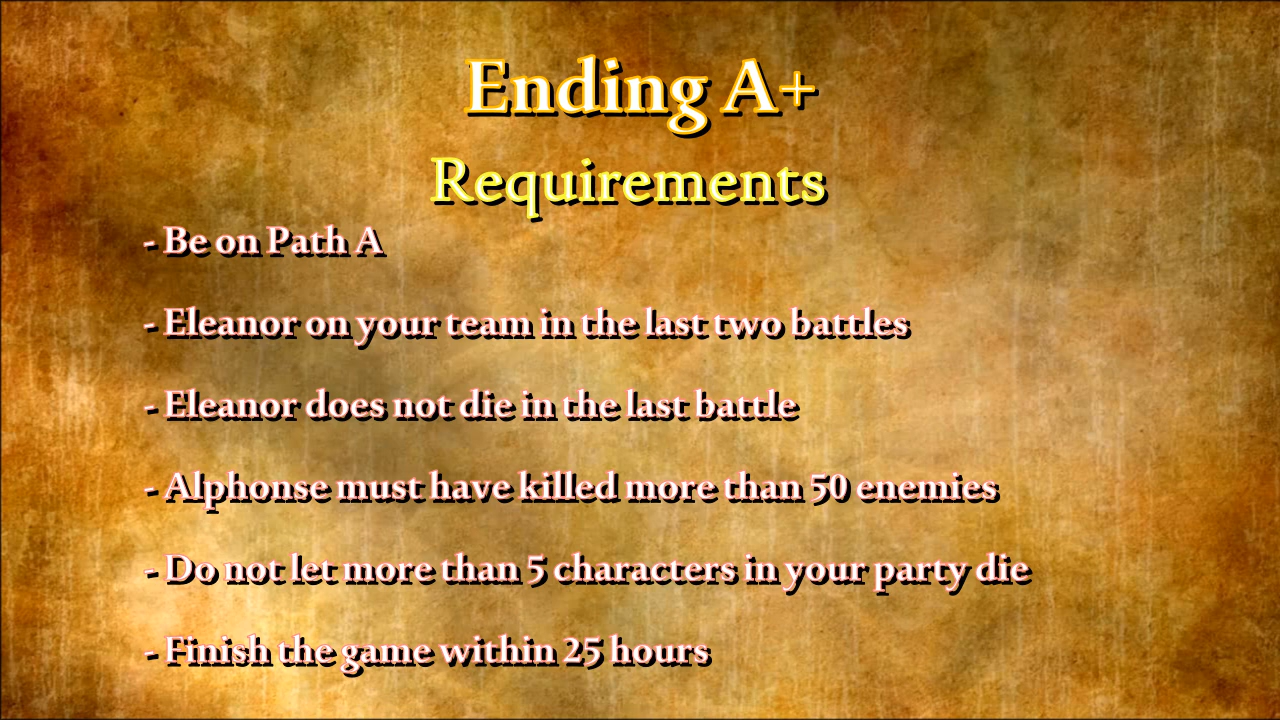 Ending A+
Requirements
- Be on Path A
- Eleanor on your team in the last two battles
- Eleanor does not die in the last battle
- Alphonse must have killed more than 50 enemies
- Do not let more than 5 characters in your party die
- Finish the game within 25 hours